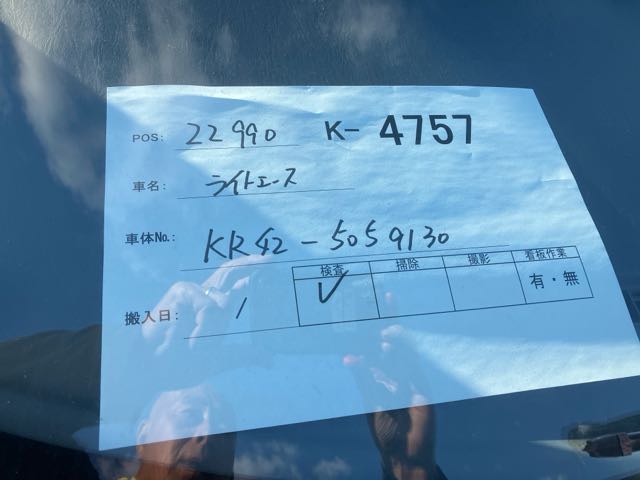 POS: 22990 K- 4757
車名: ライトエース
車体No.: KR42-5059130
検査 掃除 撮影 看板作業
✓ 有・無
搬入日: /